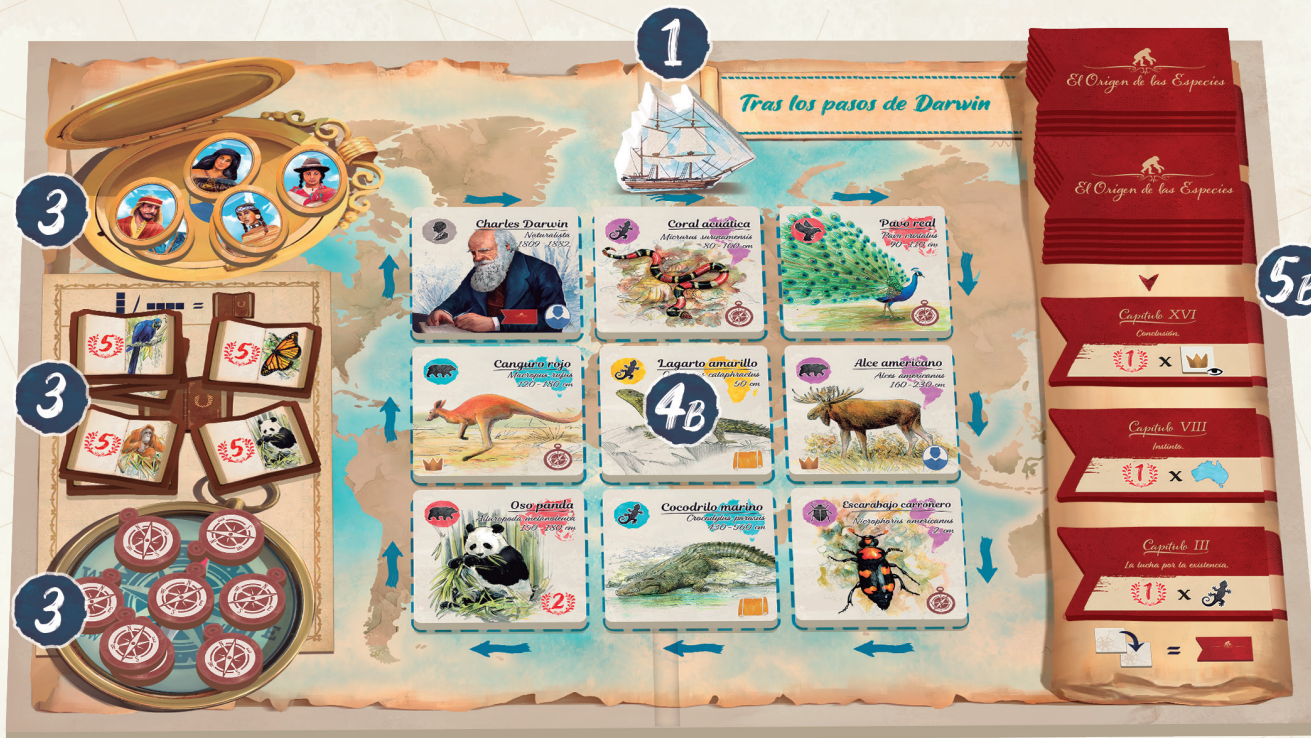 1
Tras los pasos de Darwin
El Origen de las Especies
El Origen de las Especies
3
3
3
5
5
5
5
Charles Darwin
Naturalista
1809 - 1882
Coral acuática
Micrurus surinamensis
80 - 100 cm
Pavo real
Pavo cristatus
90 - 130 cm
Canguro rojo
Macropus rufus
120 - 180 cm
Lagarto amarillo
cataphractus
50 cm
4B
Alce americano
Alces americanus
160 - 230 cm
Oso panda
2
Cocodrilo marino
Crocodylus porosus
Escarabajo carroñero
Nicrophorus americanus
5B
Capítulo XVI
Conclusión.
1 x
Capítulo VIII
Instinto.
1 x
Capítulo III
La lucha por la existencia.
1 x
=
=